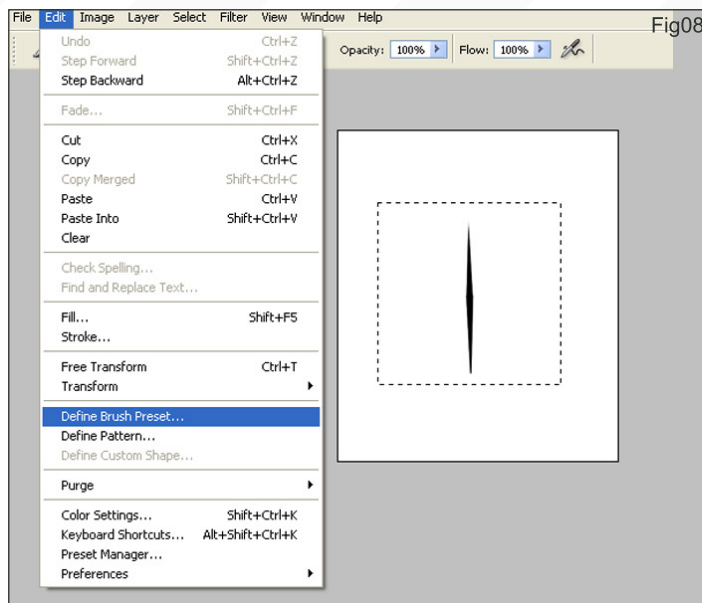 File Edit Image Layer Select Filter View Window Help
Fig08
Opacity: 100% Flow: 100%
Undo Ctrl+Z
Step Forward Shift+Ctrl+Z
Step Backward Alt+Ctrl+Z
Fade... Shift+Ctrl+F
Cut Ctrl+X
Copy Ctrl+C
Copy Merged Shift+Ctrl+C
Paste Ctrl+V
Paste Into Shift+Ctrl+V
Clear
Check Spelling...
Find and Replace Text...
Fill... Shift+F5
Stroke...
Free Transform Ctrl+T
Transform
Define Brush Preset...
Define Pattern...
Define Custom Shape...
Purge
Color Settings... Shift+Ctrl+K
Keyboard Shortcuts... Alt+Shift+Ctrl+K
Preset Manager...
Preferences